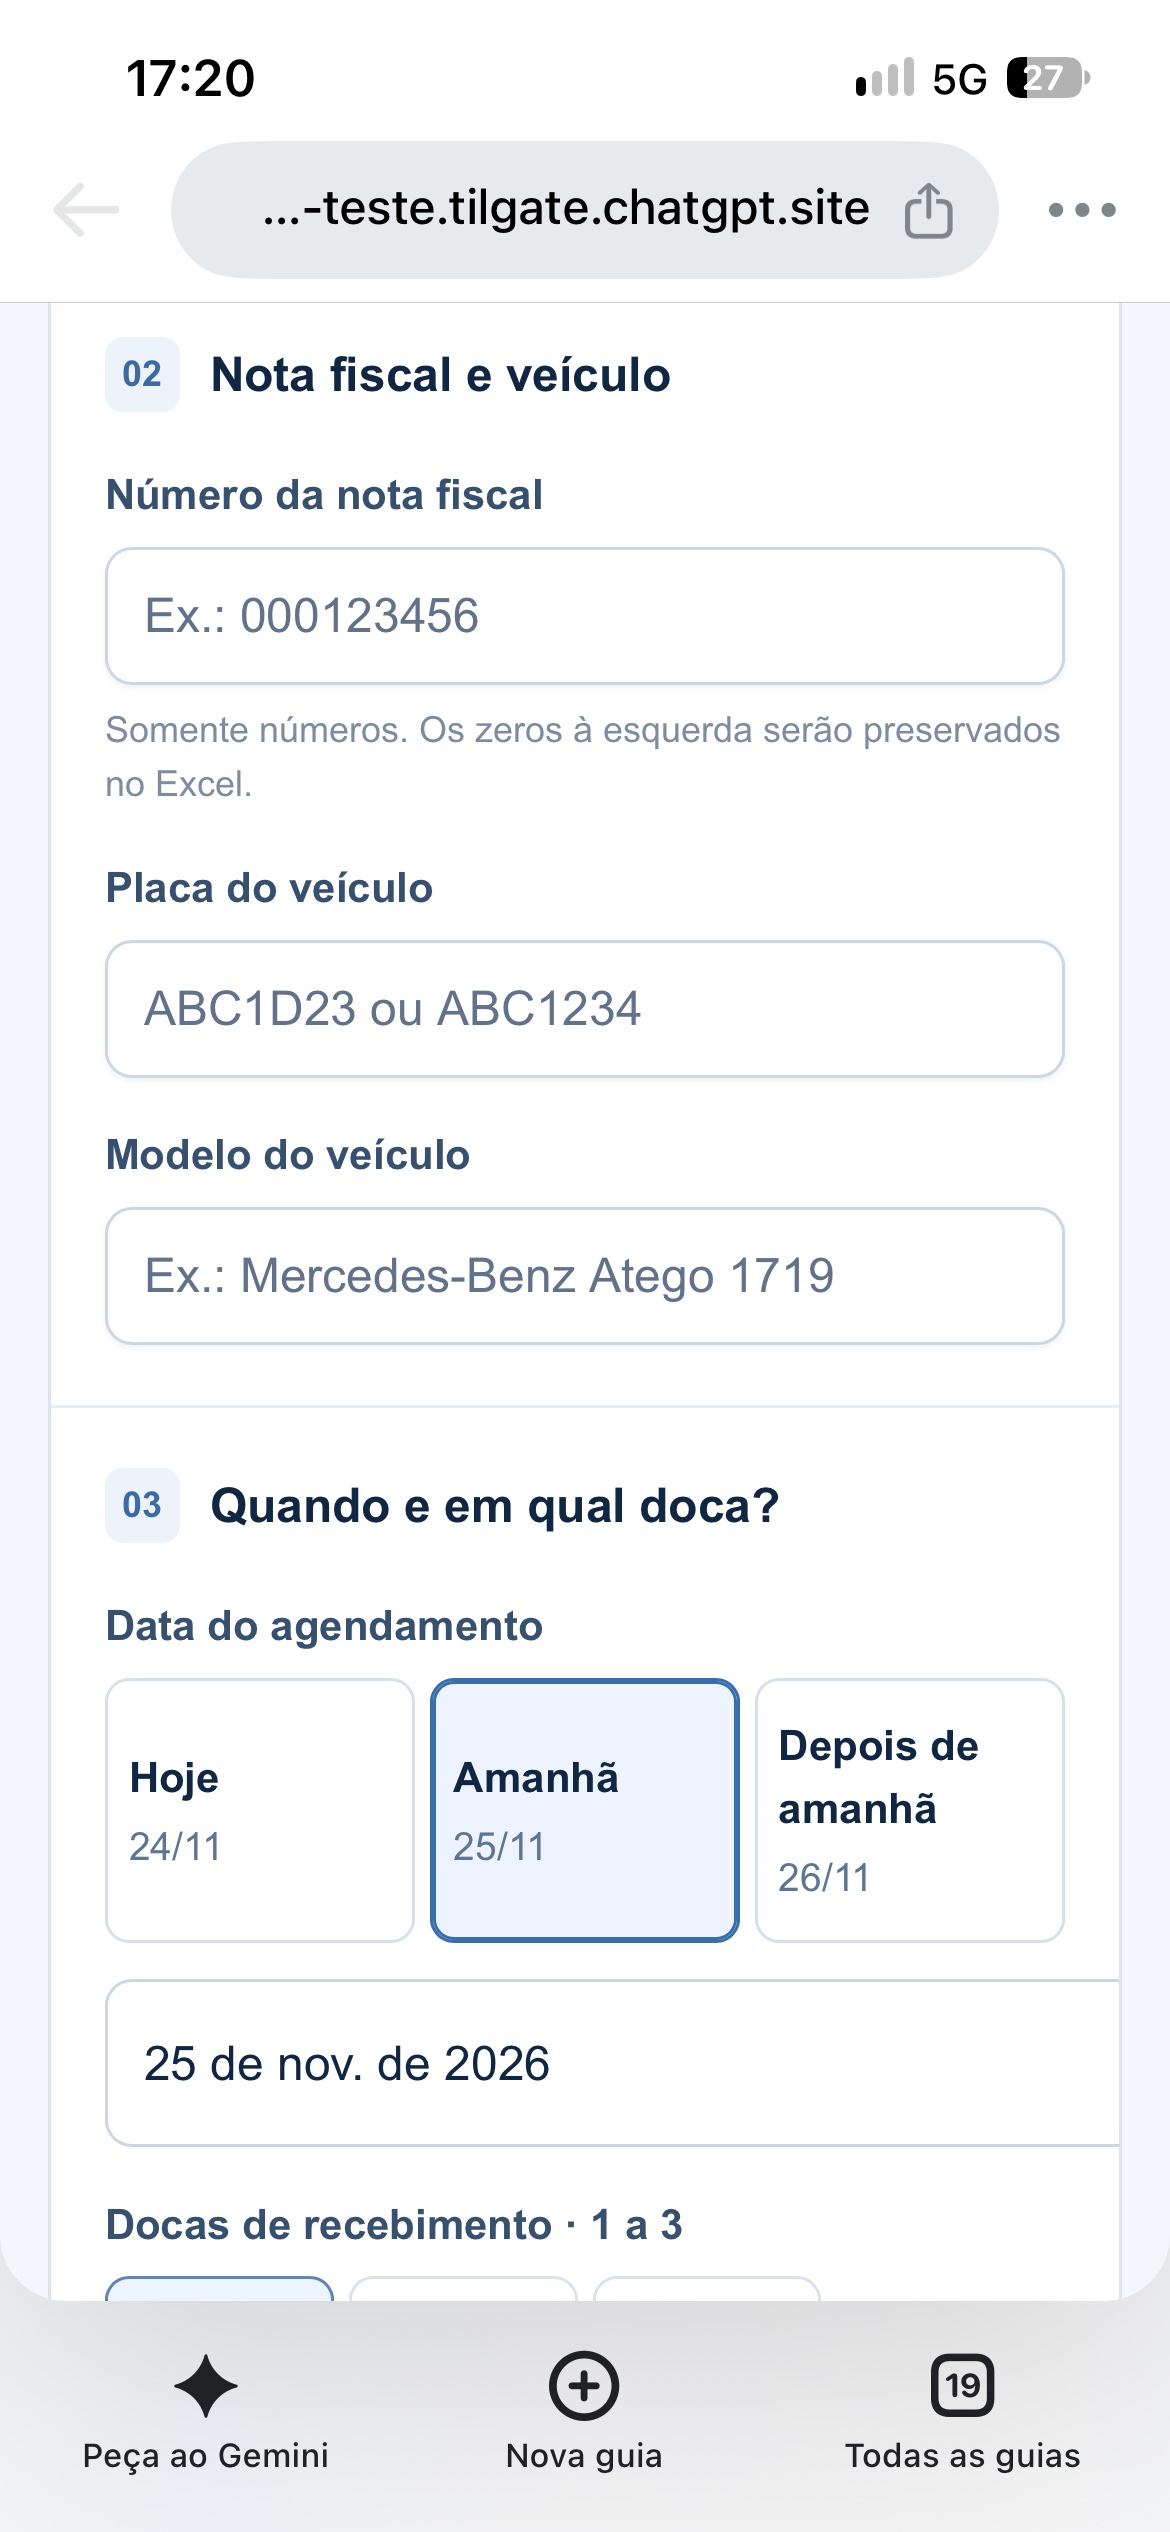 17:20
5G
27
...-teste.tilgate.chatgpt.site
02
Nota fiscal e veículo
Número da nota fiscal
Ex.: 000123456
Somente números. Os zeros à esquerda serão preservados
no Excel.
Placa do veículo
ABC1D23 ou ABC1234
Modelo do veículo
Ex.: Mercedes-Benz Atego 1719
03
Quando e em qual doca?
Data do agendamento
Hoje
24/11
Amanhã
25/11
Depois de
amanhã
26/11
25 de nov. de 2026
Docas de recebimento · 1 a 3
Peça ao Gemini
Nova guia
19
Todas as guias